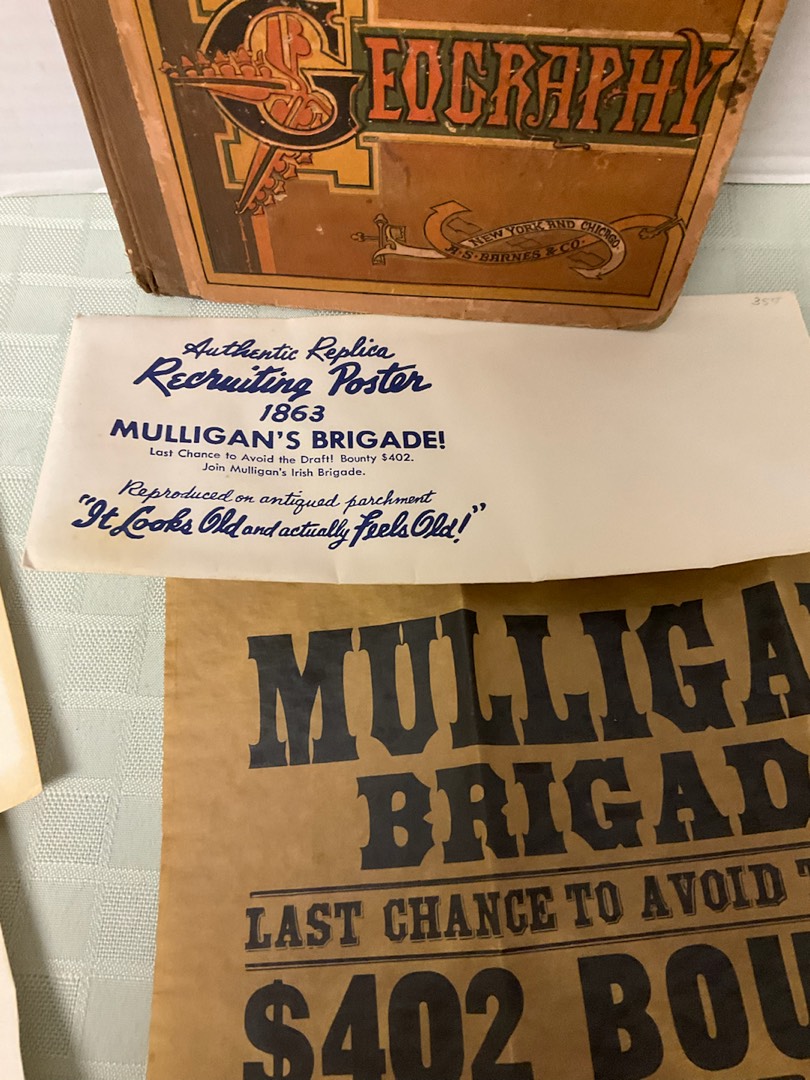 GEOGRAPHY
NEW YORK AND CHICAGO
A.S. BARNES & CO.
Authentic Replica
Recruiting Poster
1863
MULLIGAN'S BRIGADE!
Last Chance to Avoid the Draft! Bounty $402.
Join Mulligan's Irish Brigade.
Reproduced on antiqued parchment
"It Looks Old and actually Feels Old!"
MULLIGA
BRIGAD
LAST CHANCE TO AVOID
$402 BOU